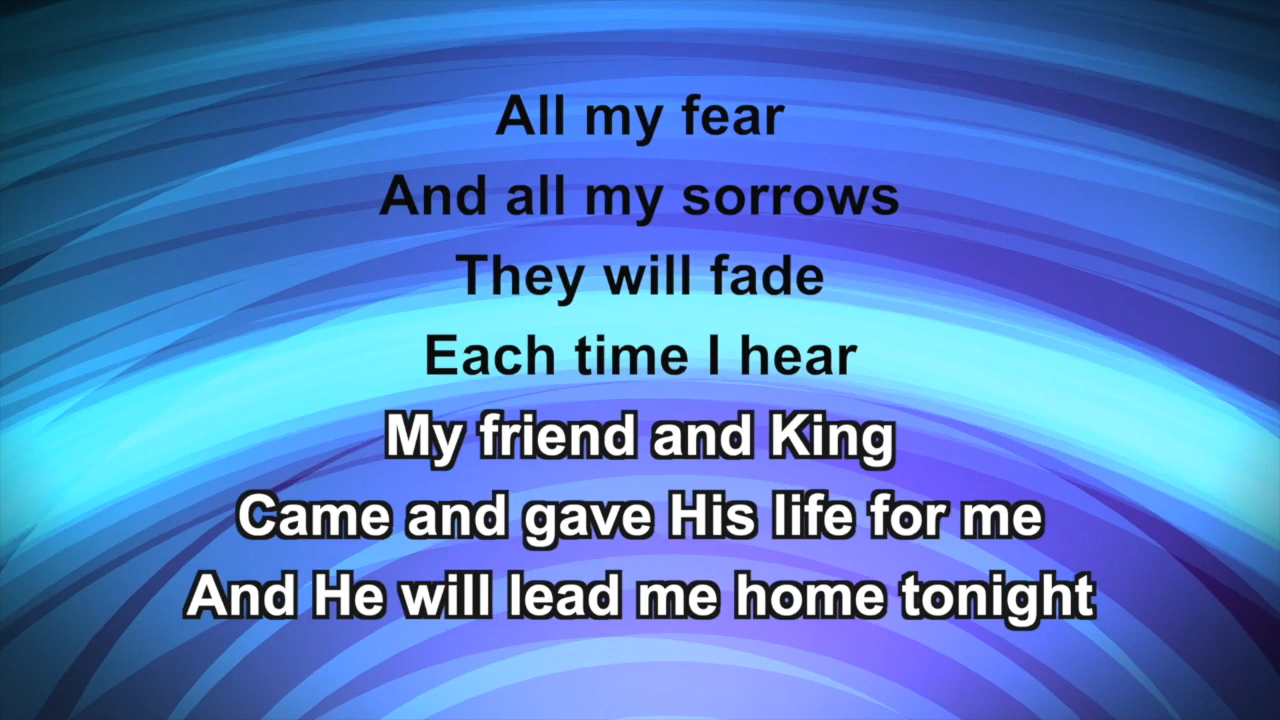 All my fear
And all my sorrows
They will fade
Each time I hear
My friend and King
Came and gave His life for me
And He will lead me home tonight